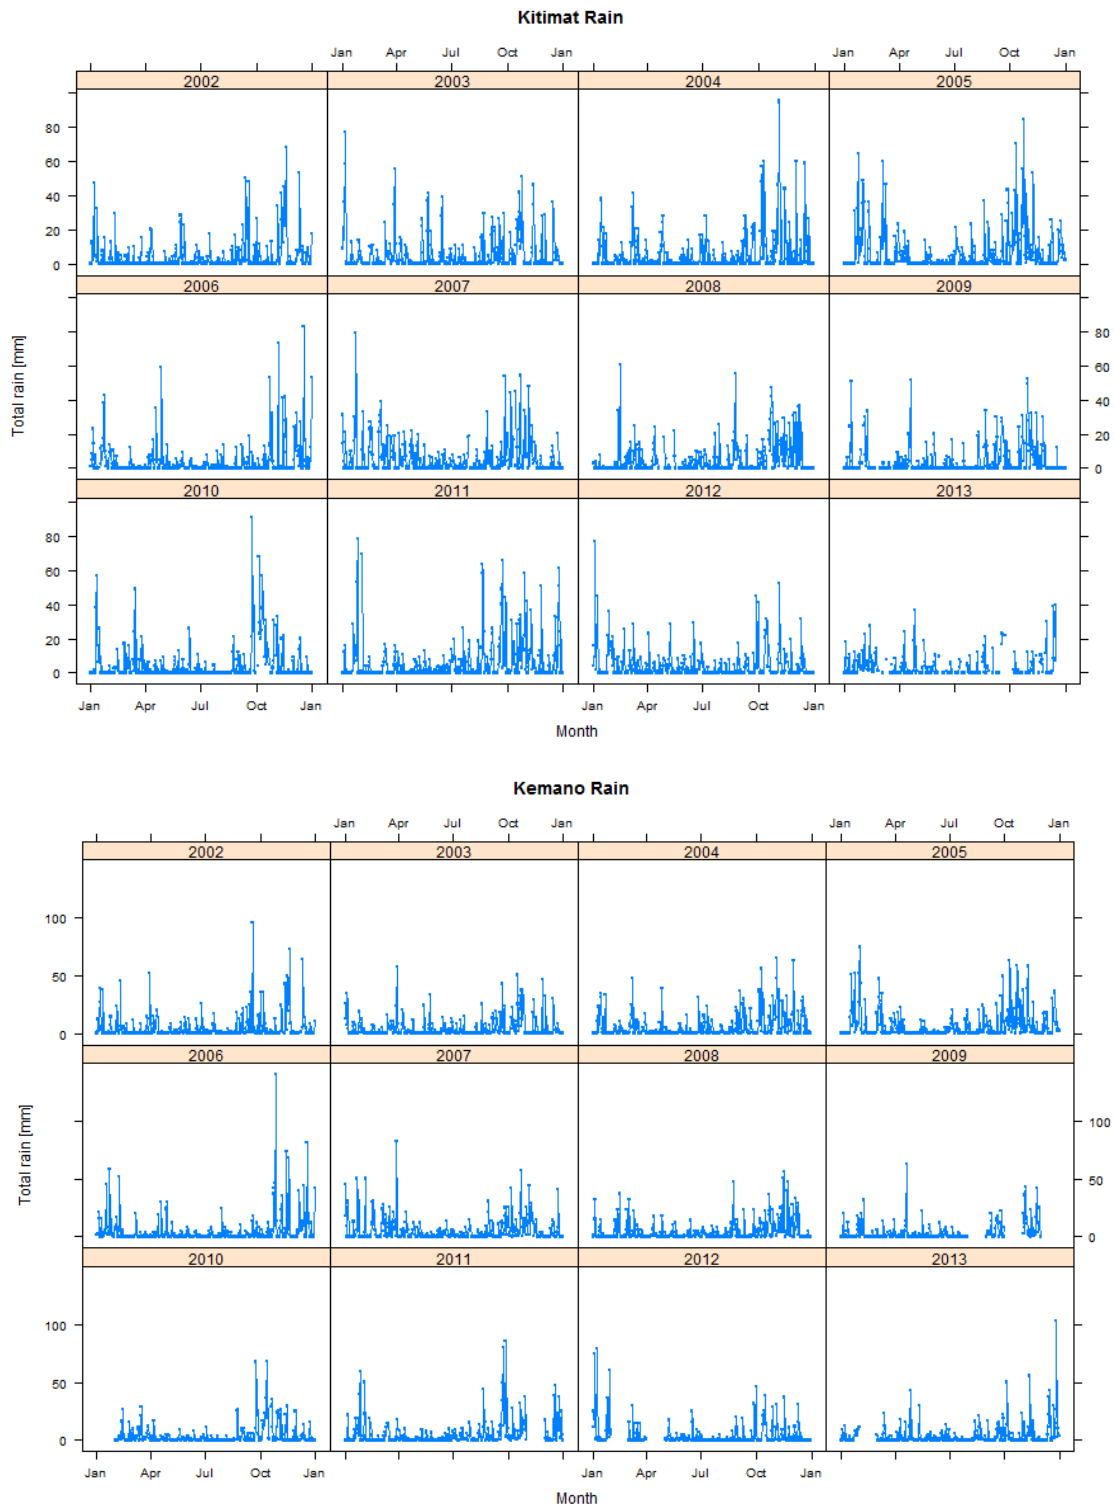 Kitimat Rain
Jan Apr Jul Oct Jan Jan Apr Jul Oct Jan
2002 2003 2004 2005
80
60
40
20
0
2006 2007 2008 2009
80
60
40
20
0
2010 2011 2012 2013
80
60
40
20
0
Total rain [mm]
Jan Apr Jul Oct Jan Jan Apr Jul Oct Jan
Month
Kemano Rain
Jan Apr Jul Oct Jan Jan Apr Jul Oct Jan
2002 2003 2004 2005
100
50
0
2006 2007 2008 2009
100
50
0
2010 2011 2012 2013
100
50
0
Total rain [mm]
Jan Apr Jul Oct Jan Jan Apr Jul Oct Jan
Month